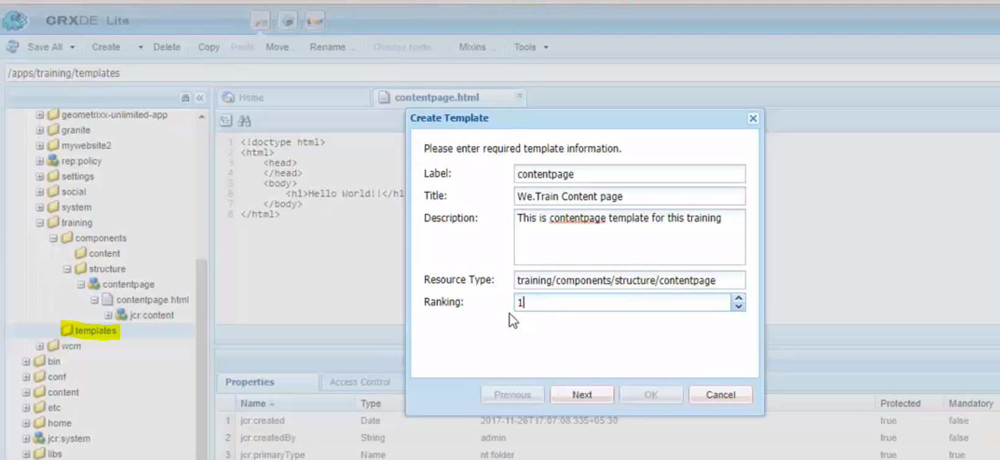 CRXDE Lite
Save All Create ... Delete Copy Paste Move ... Rename ... Overlay Node Mixins ... Tools
/apps/training/templates
Home contentpage.html
geometrixx-unlimited-app
granite
mywebsite2
rep:policy
settings
social
system
training
components
content
structure
contentpage
contentpage.html
jcr:content
templates
wcm
bin
conf
content
etc
home
jcr:system
libs
1 <!doctype html>
2 <html>
3 <head>
4 </head>
5 <body>
6 <h1>Hello World!!</h1
7 </body>
8 </html>
Create Template
Please enter required template information.
Label: contentpage
Title: We.Train Content page
Description: This is contentpage template for this training
Resource Type: training/components/structure/contentpage
Ranking: 1
Previous Next OK Cancel
Properties Access Control
Name Type Protected Mandatory
1 jcr:created Date 2017-11-26T17:07:08.335+05:30 true false
2 jcr:createdBy String admin true false
3 jcr:primaryType Name nt:folder true true